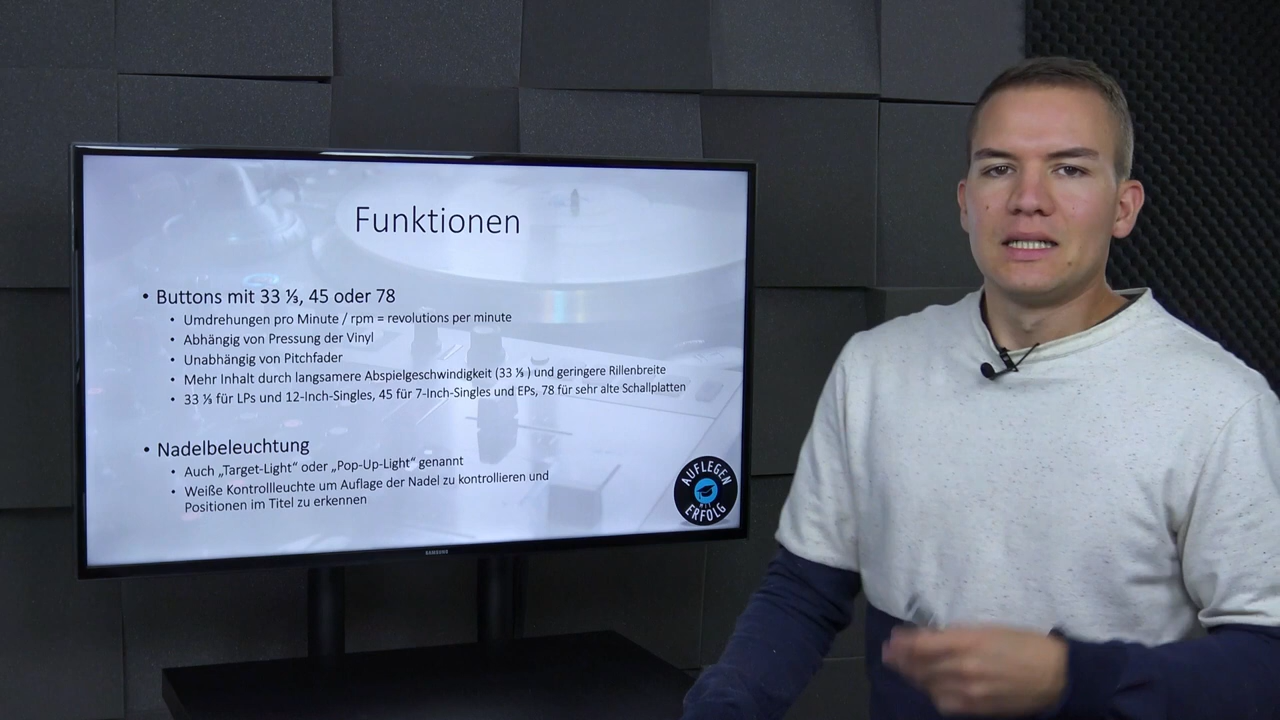 Funktionen
• Buttons mit 33 ⅓, 45 oder 78
• Umdrehungen pro Minute / rpm = revolutions per minute
• Abhängig von Pressung der Vinyl
• Unabhängig von Pitchfader
• Mehr Inhalt durch langsamere Abspielgeschwindigkeit (33 ⅓ ) und geringere Rillenbreite
• 33 ⅓ für LPs und 12-Inch-Singles, 45 für 7-Inch-Singles und EPs, 78 für sehr alte Schallplatten
• Nadelbeleuchtung
• Auch „Target-Light“ oder „Pop-Up-Light“ genannt
• Weiße Kontrollleuchte um Auflage der Nadel zu kontrollieren und
Positionen im Titel zu erkennen
AUFLEGEN
MIT
ERFOLG
SAMSUNG